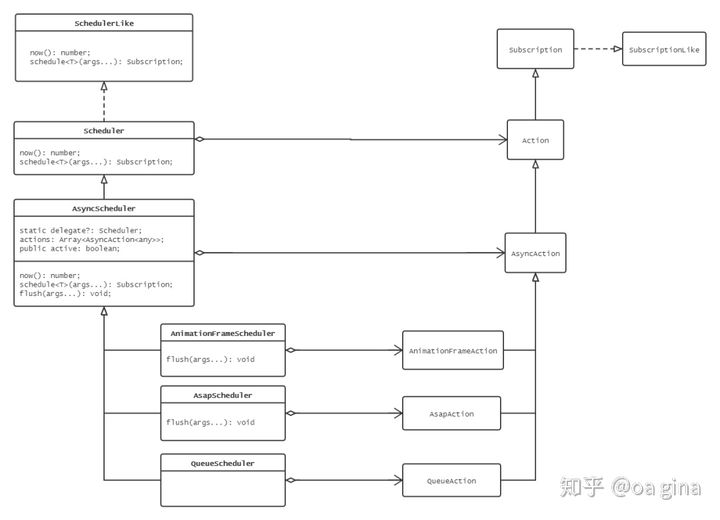 SchedulerLike
now(): number;
schedule<T>(args...): Subscription;
Subscription
SubscriptionLike
Scheduler
now(): number;
schedule<T>(args...): Subscription;
Action
AsyncScheduler
static delegate?: Scheduler;
actions: Array<AsyncAction<any>>;
public active: boolean;
now(): number;
schedule<T>(args...): Subscription;
flush(args...): void;
AsyncAction
AnimationFrameScheduler
flush(args...): void
AnimationFrameAction
AsapScheduler
flush(args...): void
AsapAction
QueueScheduler
QueueAction
知乎 @oa gina